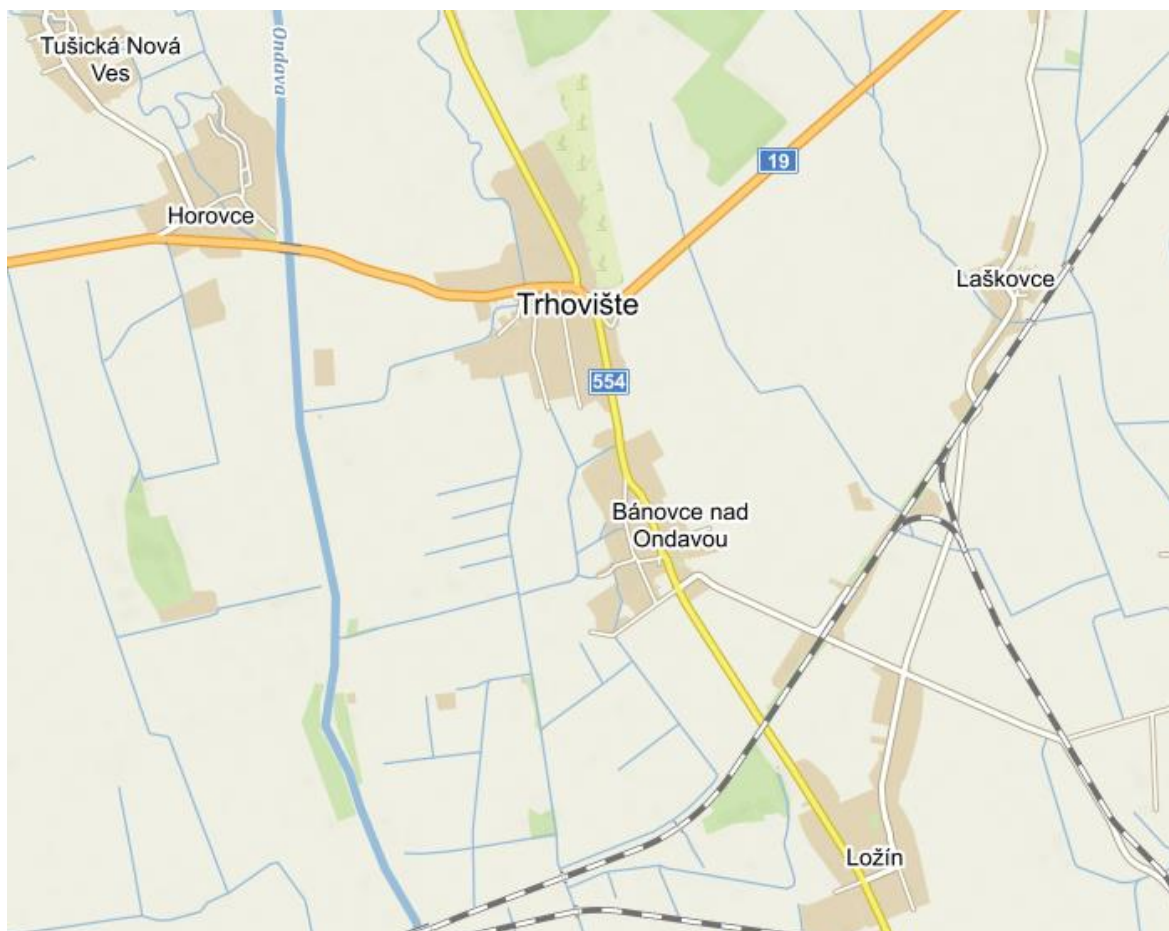 Tušická Nová
Ves
Ondava
19
Horovce
Laškovce
Trhovište
554
Bánovce nad
Ondavou
Ložín